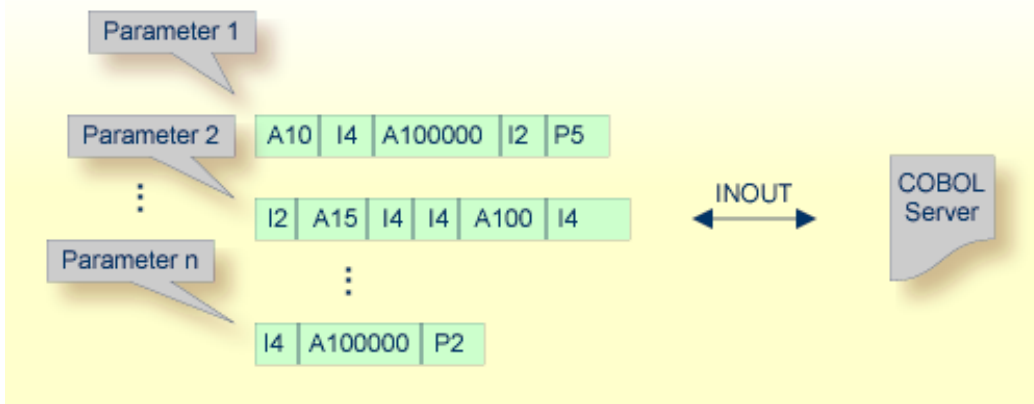 Parameter 1
Parameter 2
A10 I4 A100000 I2 P5
INOUT
COBOL
Server
I2 A15 I4 I4 A100 I4
Parameter n
I4 A100000 P2